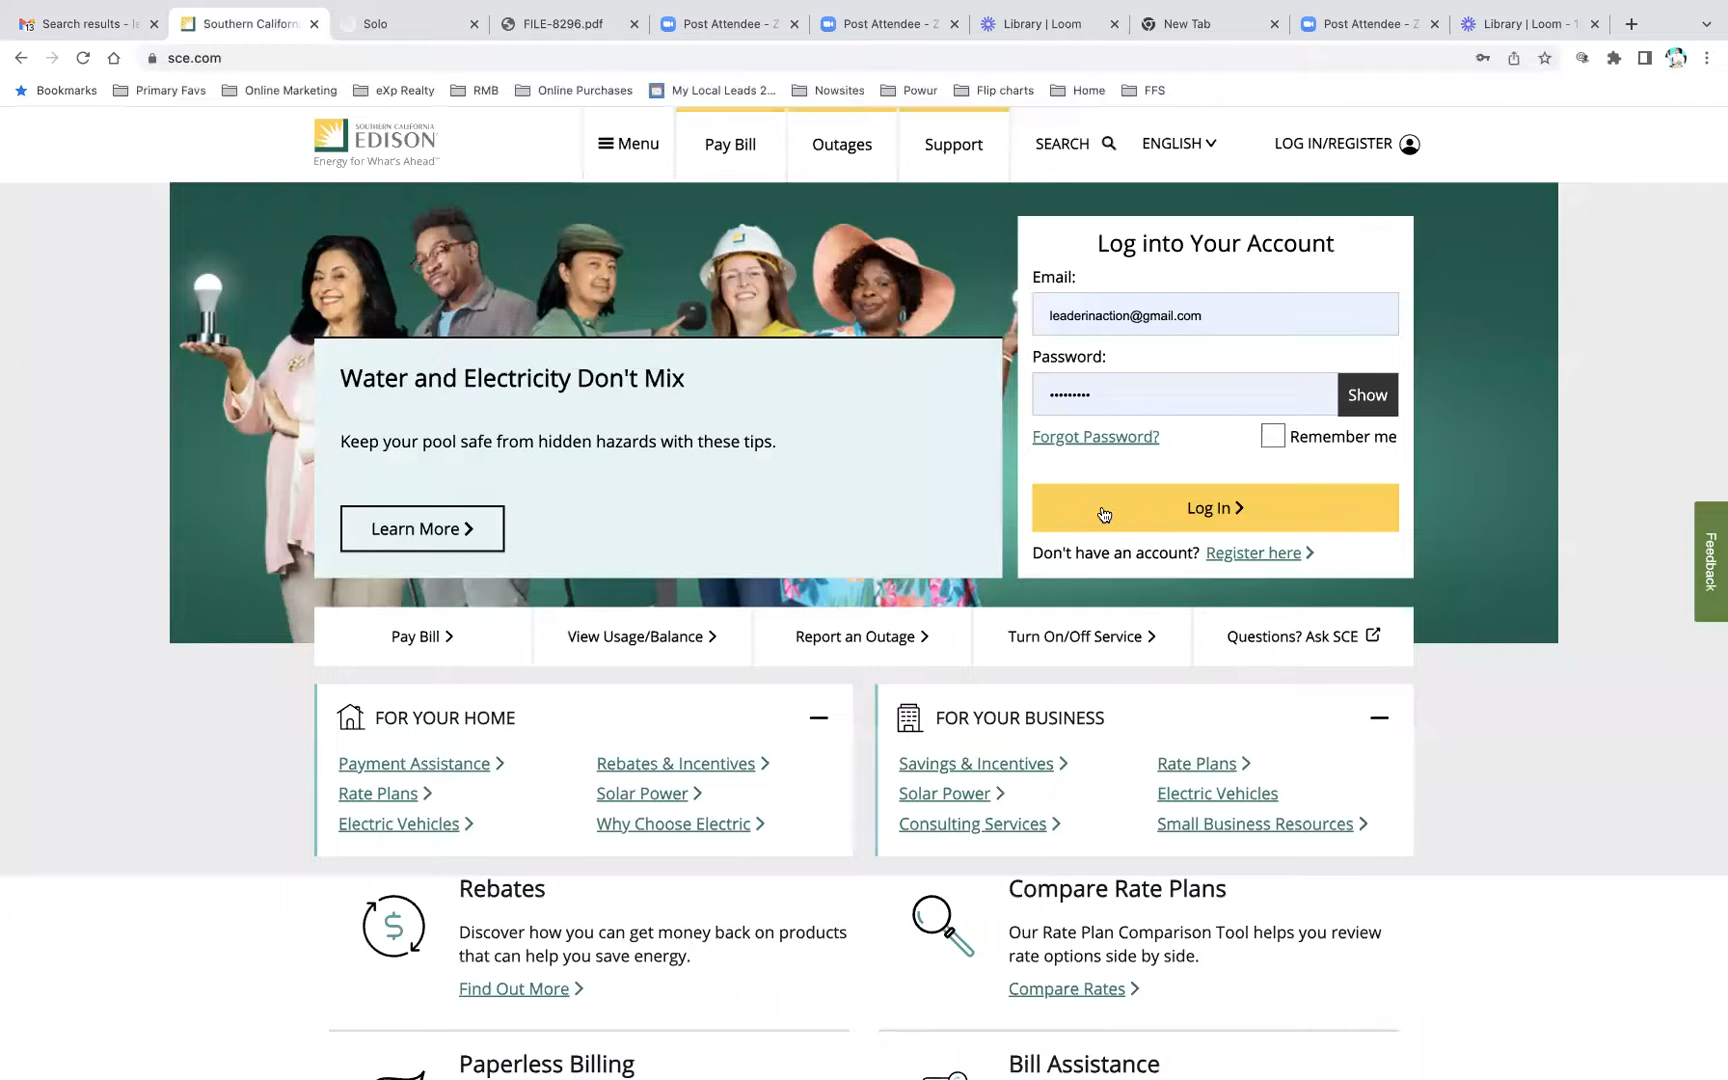 Search results - le
Southern Californi
Solo
FILE-8296.pdf
Post Attendee - Z
Post Attendee - Z
Library | Loom
New Tab
Post Attendee - Z
Library | Loom - 1
13
sce.com
Bookmarks
Primary Favs
Online Marketing
eXp Realty
RMB
Online Purchases
My Local Leads 2...
Nowsites
Powur
Flip charts
Home
FFS
SOUTHERN CALIFORNIA
EDISON
Energy for What's Ahead℠
Menu
Pay Bill
Outages
Support
SEARCH
ENGLISH
LOG IN/REGISTER
Log into Your Account
Email:
leaderinaction@gmail.com
Password:
•••••••••
Show
Forgot Password?
Remember me
Log In
Don't have an account? Register here
Water and Electricity Don't Mix
Keep your pool safe from hidden hazards with these tips.
Learn More
Feedback
Pay Bill
View Usage/Balance
Report an Outage
Turn On/Off Service
Questions? Ask SCE
FOR YOUR HOME
Payment Assistance
Rebates & Incentives
Rate Plans
Solar Power
Electric Vehicles
Why Choose Electric
FOR YOUR BUSINESS
Savings & Incentives
Rate Plans
Solar Power
Electric Vehicles
Consulting Services
Small Business Resources
Rebates
Discover how you can get money back on products
that can help you save energy.
Find Out More
Compare Rate Plans
Our Rate Plan Comparison Tool helps you review
rate options side by side.
Compare Rates
Paperless Billing
Bill Assistance